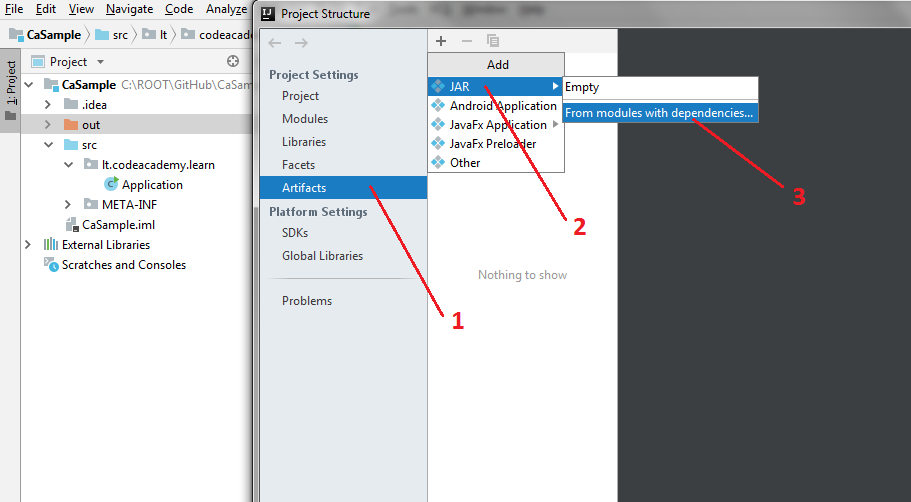 File Edit View Navigate Code Analyze
Project Structure
CaSample src lt codeacade
1: Project
Project
CaSample C:\ROOT\GitHub\CaSam
.idea
out
src
lt.codeacademy.learn
Application
META-INF
CaSample.iml
External Libraries
Scratches and Consoles
Project Settings
Project
Modules
Libraries
Facets
Artifacts
Platform Settings
SDKs
Global Libraries
Problems
Add
JAR
Android Application
JavaFx Application
JavaFx Preloader
Other
Empty
From modules with dependencies...
Nothing to show
1
2
3